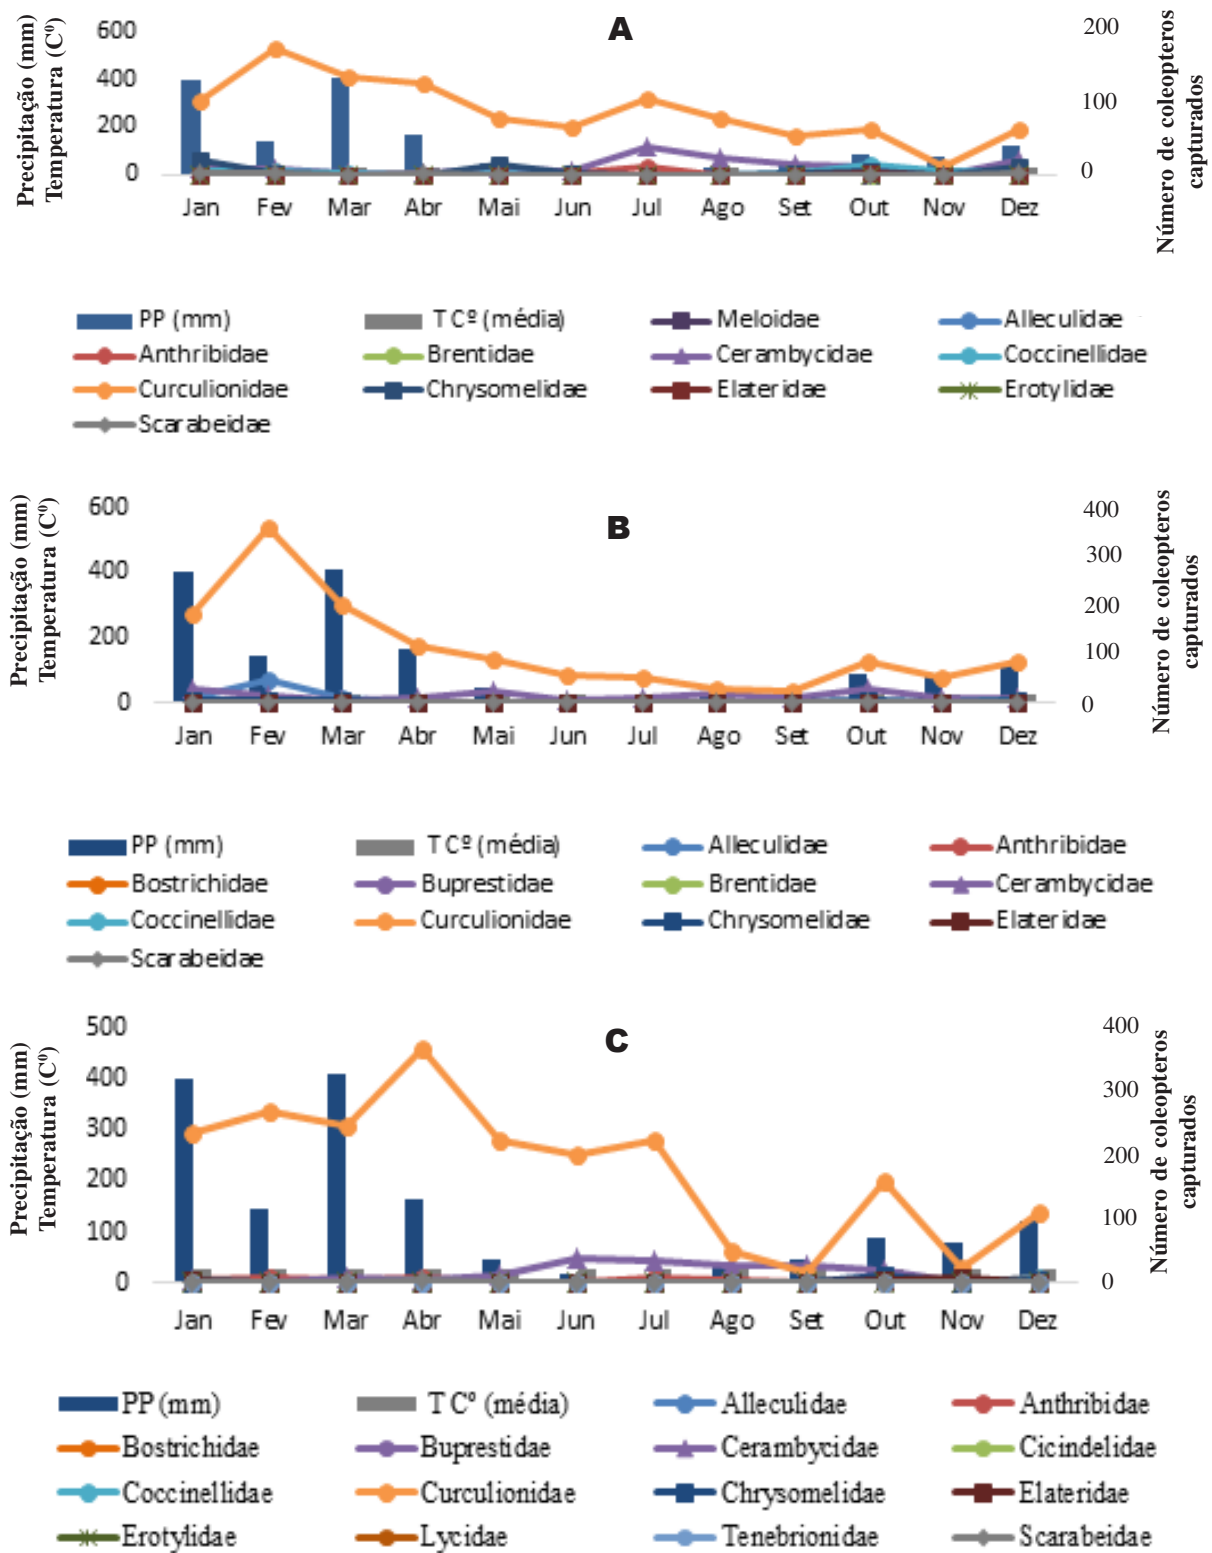 A
Precipitação (mm)
Temperatura (Cº)
600
400
200
0
200
100
0
Número de coleopteros
capturados
Jan Fev Mar Abr Mai Jun Jul Ago Set Out Nov Dez
PP (mm) T Cº (média) Meloidae Alleculidae
Anthribidae Brentidae Cerambycidae Coccinellidae
Curculionidae Chrysomelidae Elateridae Erotylidae
Scarabeidae
B
Precipitação (mm)
Temperatura (Cº)
600
400
200
0
400
300
200
100
0
Número de coleopteros
capturados
Jan Fev Mar Abr Mai Jun Jul Ago Set Out Nov Dez
PP (mm) T Cº (média) Alleculidae Anthribidae
Bostrichidae Buprestidae Brentidae Cerambycidae
Coccinellidae Curculionidae Chrysomelidae Elateridae
Scarabeidae
C
Precipitação (mm)
Temperatura (Cº)
500
400
300
200
100
0
400
300
200
100
0
Número de coleopteros
capturados
Jan Fev Mar Abr Mai Jun Jul Ago Set Out Nov Dez
PP (mm) T Cº (média) Alleculidae Anthribidae
Bostrichidae Buprestidae Cerambycidae Cicindelidae
Coccinellidae Curculionidae Chrysomelidae Elateridae
Erotylidae Lycidae Tenebrionidae Scarabeidae